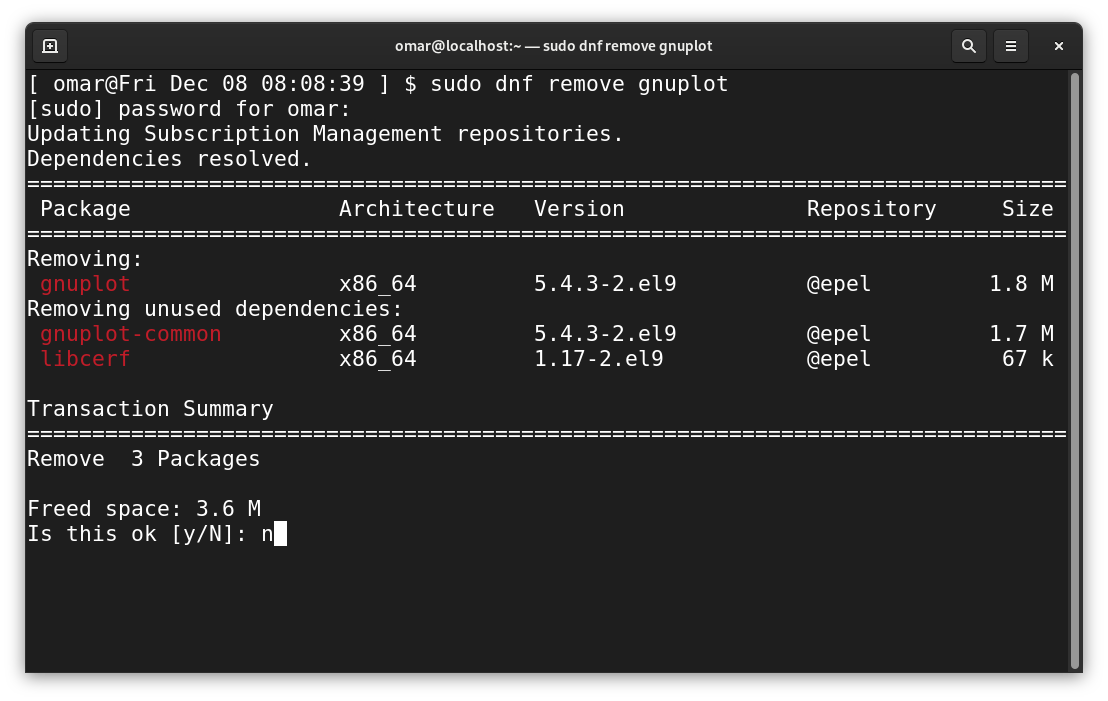 omar@localhost:~ — sudo dnf remove gnuplot
[ omar@Fri Dec 08 08:08:39 ] $ sudo dnf remove gnuplot
[sudo] password for omar:
Updating Subscription Management repositories.
Dependencies resolved.
================================================================================
 Package                Architecture   Version              Repository     Size
================================================================================
Removing:
 gnuplot                x86_64         5.4.3-2.el9          @epel         1.8 M
Removing unused dependencies:
 gnuplot-common         x86_64         5.4.3-2.el9          @epel         1.7 M
 libcerf                x86_64         1.17-2.el9           @epel          67 k

Transaction Summary
================================================================================
Remove  3 Packages

Freed space: 3.6 M
Is this ok [y/N]: n